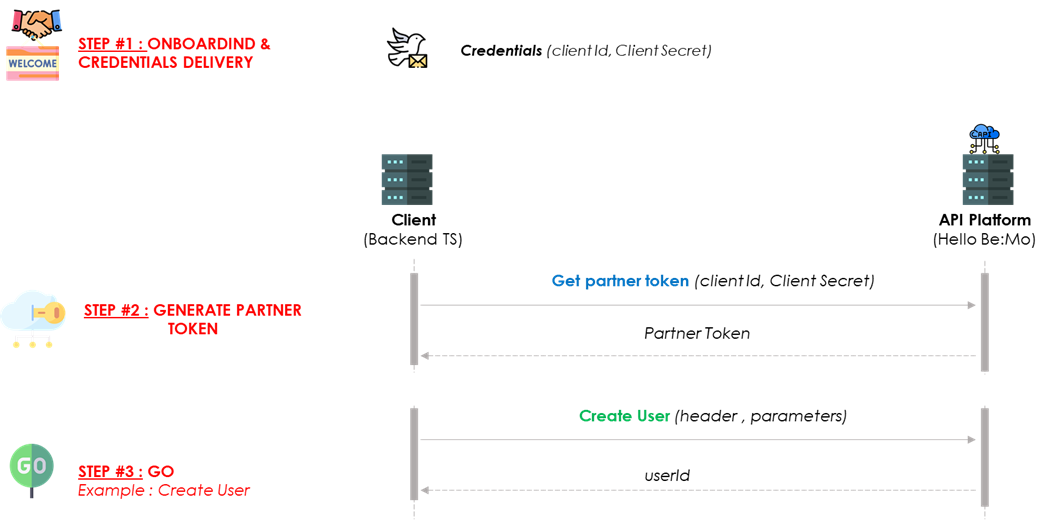 STEP #1 : ONBOARDIND &
CREDENTIALS DELIVERY
WELCOME
Credentials (client Id, Client Secret)
API
Client
(Backend TS)
API Platform
(Hello Be:Mo)
Get partner token (client Id, Client Secret)
STEP #2 : GENERATE PARTNER
TOKEN
Partner Token
Create User (header , parameters)
GO
STEP #3 : GO
Example : Create User
userId